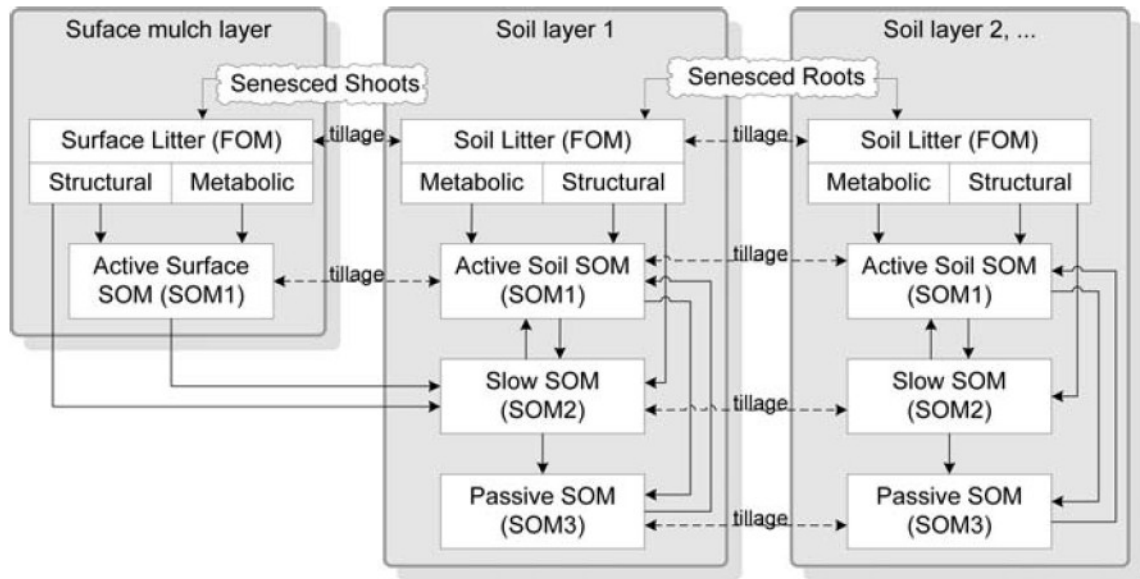 Suface mulch layer
Soil layer 1
Soil layer 2, ...
Senesced Shoots
Senesced Roots
Surface Litter (FOM)
tillage
Soil Litter (FOM)
tillage
Soil Litter (FOM)
Structural
Metabolic
Metabolic
Structural
Metabolic
Structural
Active Surface
SOM (SOM1)
tillage
Active Soil SOM
(SOM1)
tillage
Active Soil SOM
(SOM1)
Slow SOM
(SOM2)
tillage
Slow SOM
(SOM2)
Passive SOM
(SOM3)
tillage
Passive SOM
(SOM3)